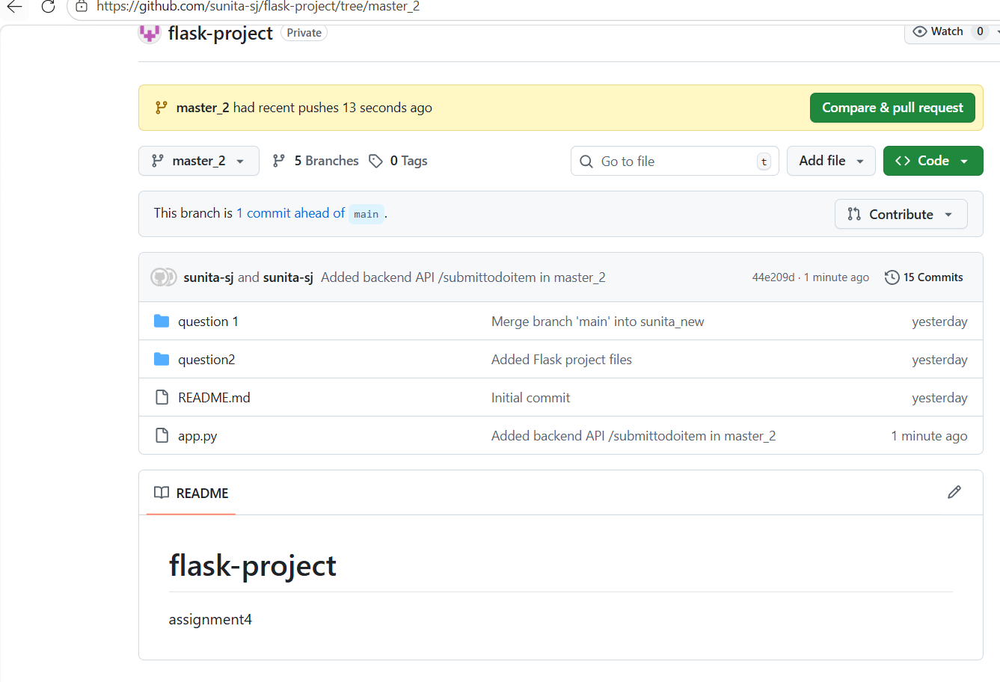 https://github.com/sunita-sj/flask-project/tree/master_2
flask-project Private Watch 0
master_2 had recent pushes 13 seconds ago Compare & pull request
master_2 5 Branches 0 Tags Go to file t Add file Code
This branch is 1 commit ahead of main .
Contribute
sunita-sj and sunita-sj Added backend API /submittodoitem in master_2 44e209d · 1 minute ago 15 Commits
question 1 Merge branch 'main' into sunita_new yesterday
question2 Added Flask project files yesterday
README.md Initial commit yesterday
app.py Added backend API /submittodoitem in master_2 1 minute ago
README
flask-project
assignment4